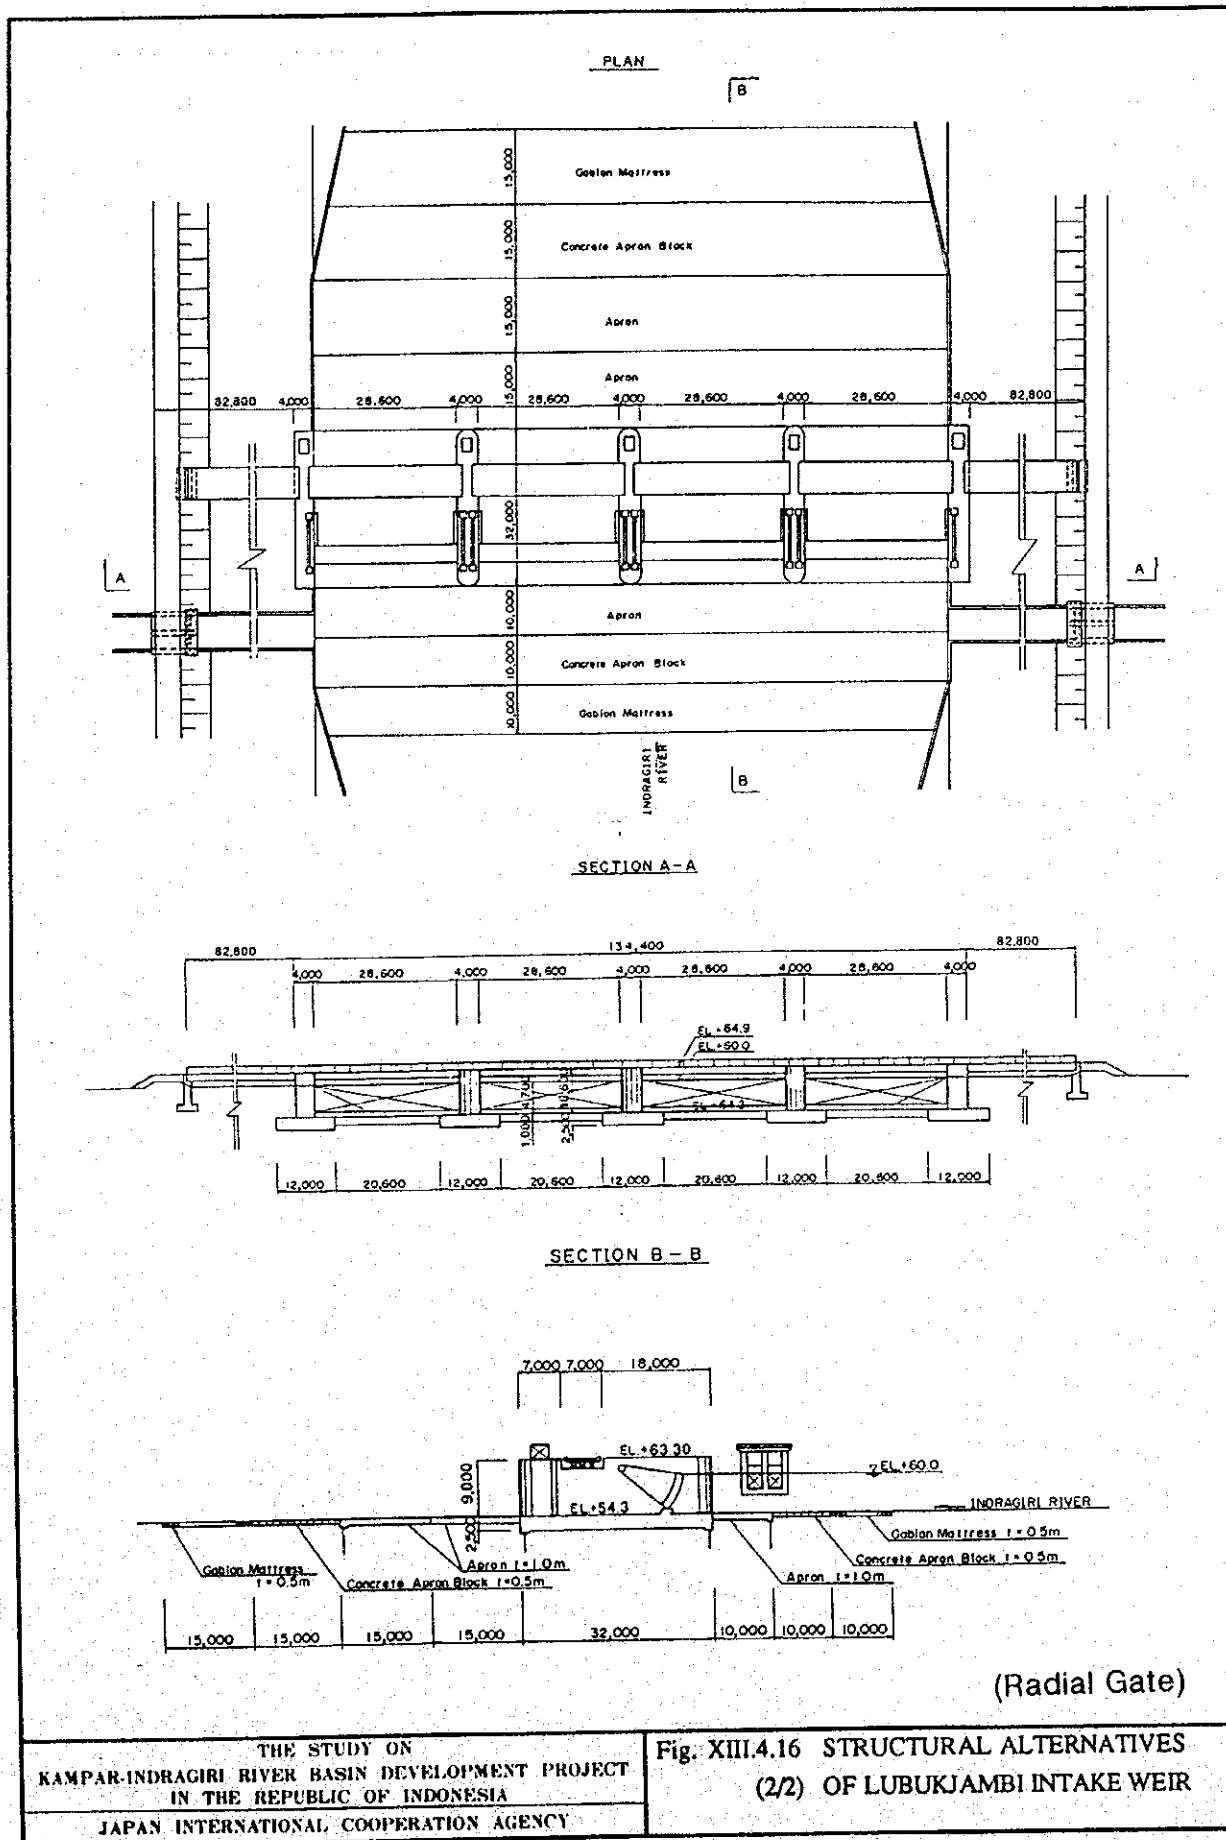 PLAN
B
15,000
Gabion Mattress
15,000
Concrete Apron Block
15,000
Apron
15,000
Apron
82,800 4,000 28,600 4,000 28,600 4,000 28,600 4,000 28,600 4,000 82,800
32,000
A
A
10,000
Apron
10,000
Concrete Apron Block
10,000
Gabion Mattress
INDRAGIRI
RIVER
B
SECTION A-A
82,800 134,400 82,800
4,000 28,600 4,000 28,600 4,000 28,600 4,000 28,600 4,000
EL.+64.9
EL.+60.0
1,000 4,700
2,500 10,600
EL.+54.3
12,000 20,600 12,000 20,600 12,000 20,600 12,000 20,600 12,000
SECTION B-B
7,000 7,000 18,000
EL.+63.30
EL.+60.0
9,000
EL.+54.3
INDRAGIRI RIVER
2,500
Gabion Mattress t=0.5m
Gabion Mattress
t=0.5m
Apron t=1.0m
Concrete Apron Block t=0.5m
Concrete Apron Block t=0.5m
Apron t=1.0m
15,000 15,000 15,000 15,000 32,000 10,000 10,000 10,000
(Radial Gate)
THE STUDY ON
KAMPAR-INDRAGIRI RIVER BASIN DEVELOPMENT PROJECT
IN THE REPUBLIC OF INDONESIA
JAPAN INTERNATIONAL COOPERATION AGENCY
Fig. XIII.4.16 STRUCTURAL ALTERNATIVES
(2/2) OF LUBUKJAMBI INTAKE WEIR